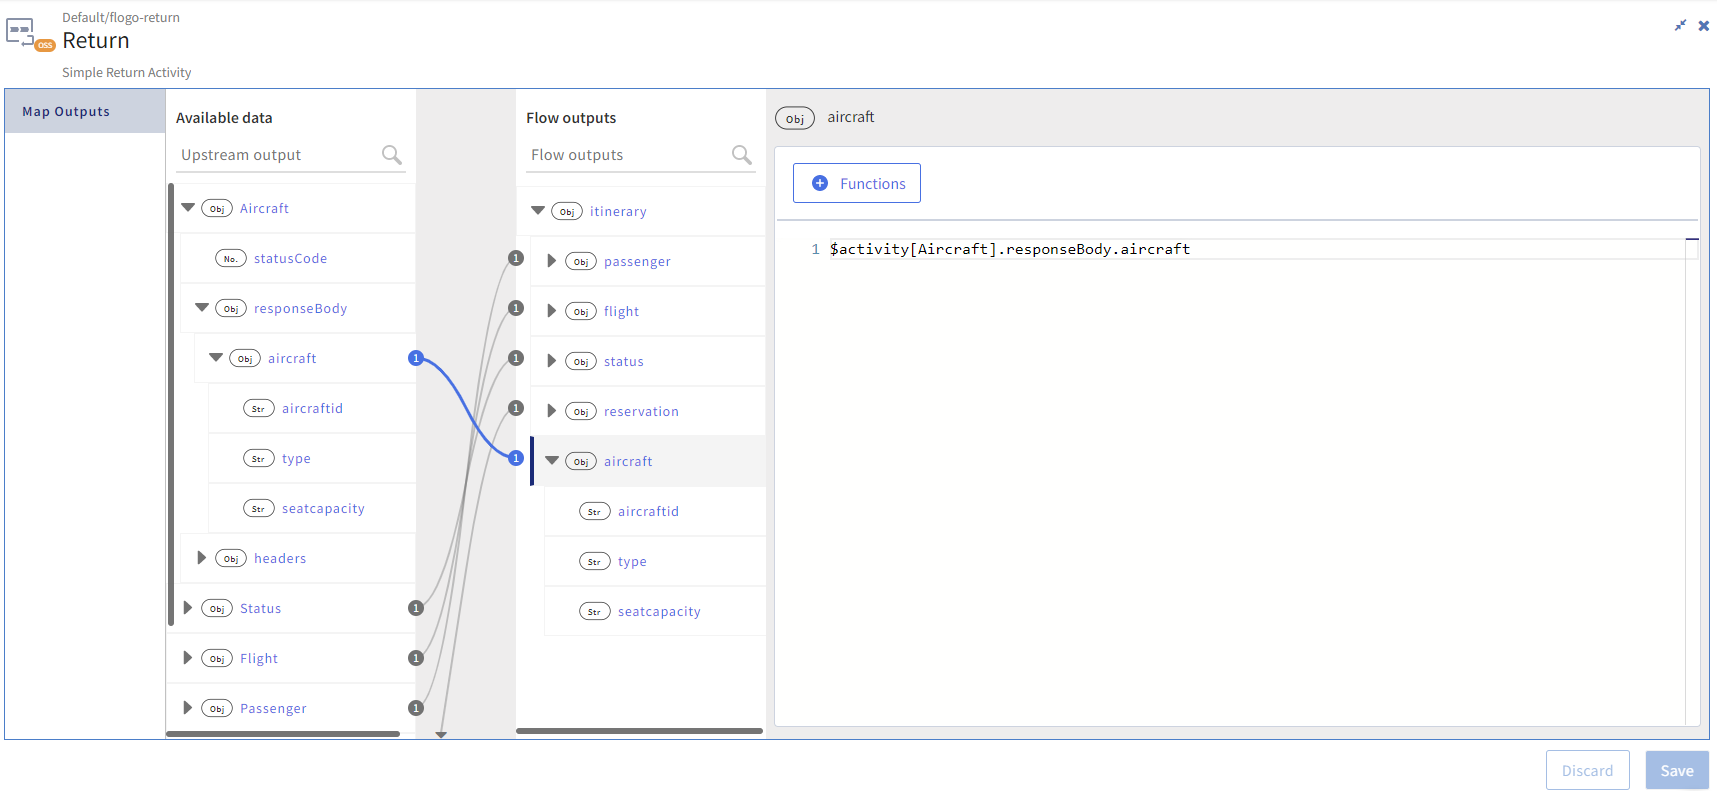 Default/flogo-return
OSS
Return
Simple Return Activity
Map Outputs
Available data
Upstream output
Obj Aircraft
No. statusCode
Obj responseBody
Obj aircraft 1
Str aircraftid
Str type
Str seatcapacity
Obj headers
Obj Status 1
Obj Flight 1
Obj Passenger 1
Flow outputs
Flow outputs
Obj itinerary
1 Obj passenger
1 Obj flight
1 Obj status
1 Obj reservation
1 Obj aircraft
Str aircraftid
Str type
Str seatcapacity
Obj aircraft
Functions
1 $activity[Aircraft].responseBody.aircraft
Discard Save